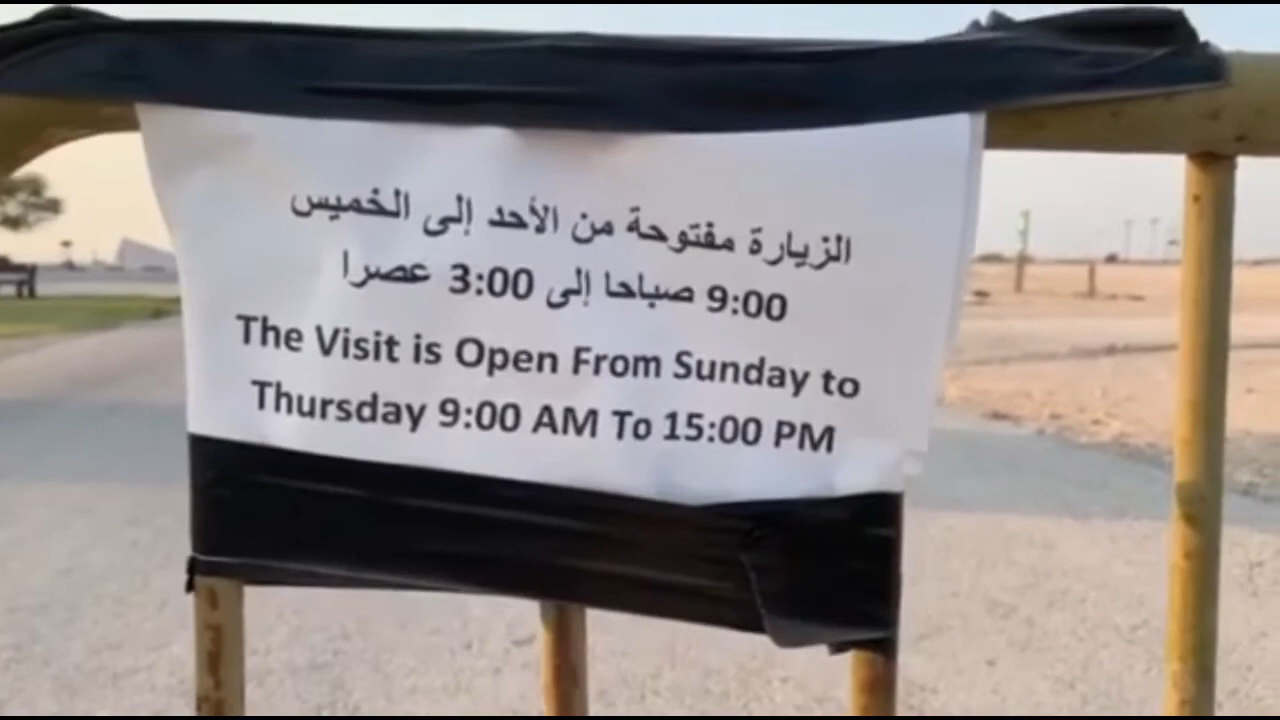 الزيارة مفتوحة من الأحد إلى الخميس
9:00 صباحا إلى 3:00 عصرا
The Visit is Open From Sunday to
Thursday 9:00 AM To 15:00 PM